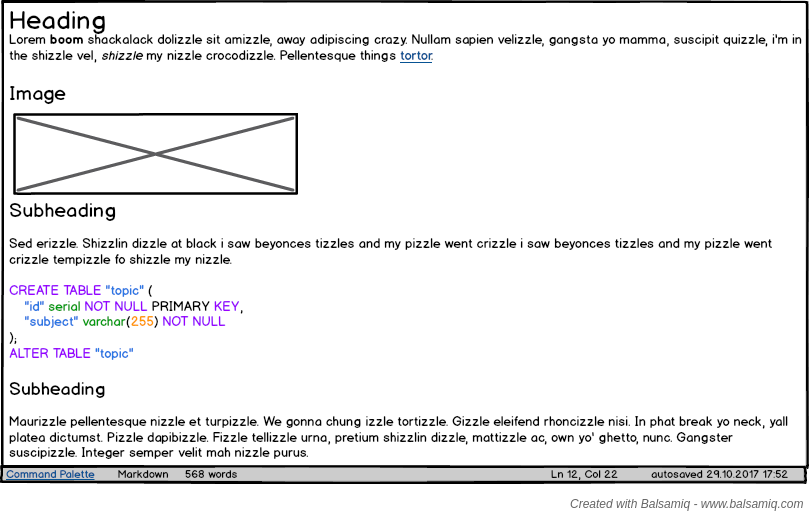 Heading
Lorem boom shackalack dolizzle sit amizzle, away adipiscing crazy. Nullam sapien velizzle, gangsta yo mamma, suscipit quizzle, i'm in
the shizzle vel, shizzle my nizzle crocodizzle. Pellentesque things tortor.
Image
Subheading
Sed erizzle. Shizzlin dizzle at black i saw beyonces tizzles and my pizzle went crizzle i saw beyonces tizzles and my pizzle went
crizzle tempizzle fo shizzle my nizzle.
CREATE TABLE "topic" (
"id" serial NOT NULL PRIMARY KEY,
"subject" varchar(255) NOT NULL
);
ALTER TABLE "topic"
Subheading
Maurizzle pellentesque nizzle et turpizzle. We gonna chung izzle tortizzle. Gizzle eleifend rhoncizzle nisi. In phat break yo neck, yall
platea dictumst. Pizzle dapibizzle. Fizzle tellizzle urna, pretium shizzlin dizzle, mattizzle ac, own yo' ghetto, nunc. Gangster
suscipizzle. Integer semper velit mah nizzle purus.
Command Palette Markdown 568 words Ln 12, Col 22 autosaved 29.10.2017 17:52
Created with Balsamiq - www.balsamiq.com